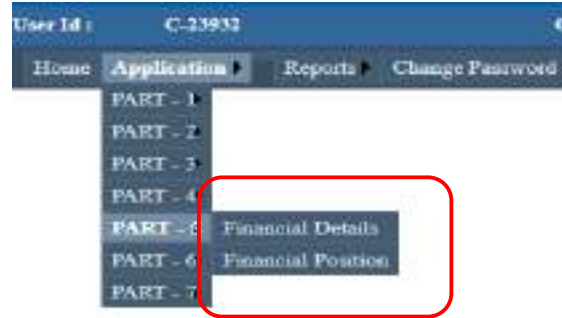 User Id : C-23932
Home Application Reports Change Password
PART - 1
PART - 2
PART - 3
PART - 4
PART - 5 Financial Details
PART - 6 Financial Position
PART - 7